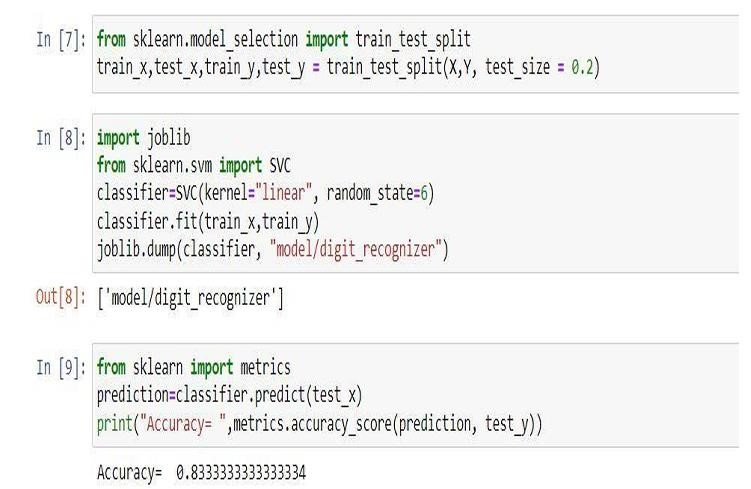 In [7]: from sklearn.model_selection import train_test_split
train_x,test_x,train_y,test_y = train_test_split(X,Y, test_size = 0.2)
In [8]: import joblib
from sklearn.svm import SVC
classifier=SVC(kernel="linear", random_state=6)
classifier.fit(train_x,train_y)
joblib.dump(classifier, "model/digit_recognizer")
Out[8]: ['model/digit_recognizer']
In [9]: from sklearn import metrics
prediction=classifier.predict(test_x)
print("Accuracy= ",metrics.accuracy_score(prediction, test_y))
Accuracy=  0.8333333333333334